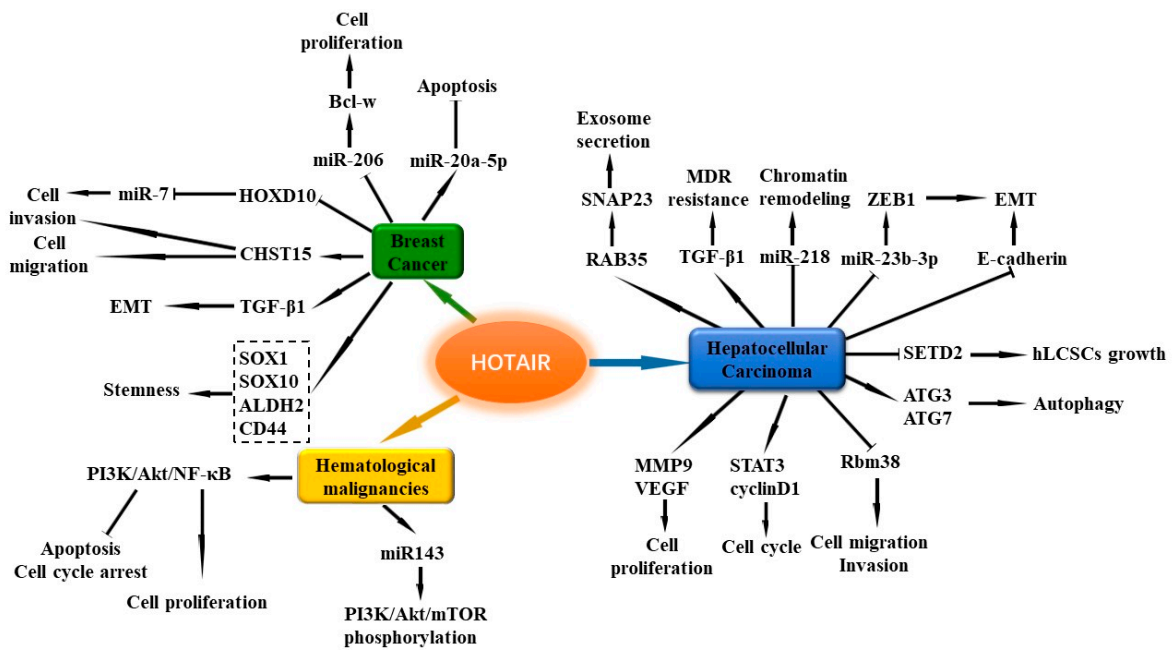 Cell
proliferation
Bcl-w
miR-206
Apoptosis
miR-20a-5p
Cell
invasion
miR-7
HOXD10
Cell
migration
CHST15
EMT
TGF-β1
Stemness
SOX1
SOX10
ALDH2
CD44
Breast
Cancer
HOTAIR
Hematological
malignancies
PI3K/Akt/NF-κB
Apoptosis
Cell cycle arrest
Cell proliferation
miR143
PI3K/Akt/mTOR
phosphorylation
Exosome
secretion
SNAP23
RAB35
MDR
resistance
TGF-β1
Chromatin
remodeling
miR-218
ZEB1
miR-23b-3p
EMT
E-cadherin
Hepatocellular
Carcinoma
SETD2
hLCSCs growth
ATG3
ATG7
Autophagy
MMP9
VEGF
Cell
proliferation
STAT3
cyclinD1
Cell cycle
Rbm38
Cell migration
Invasion